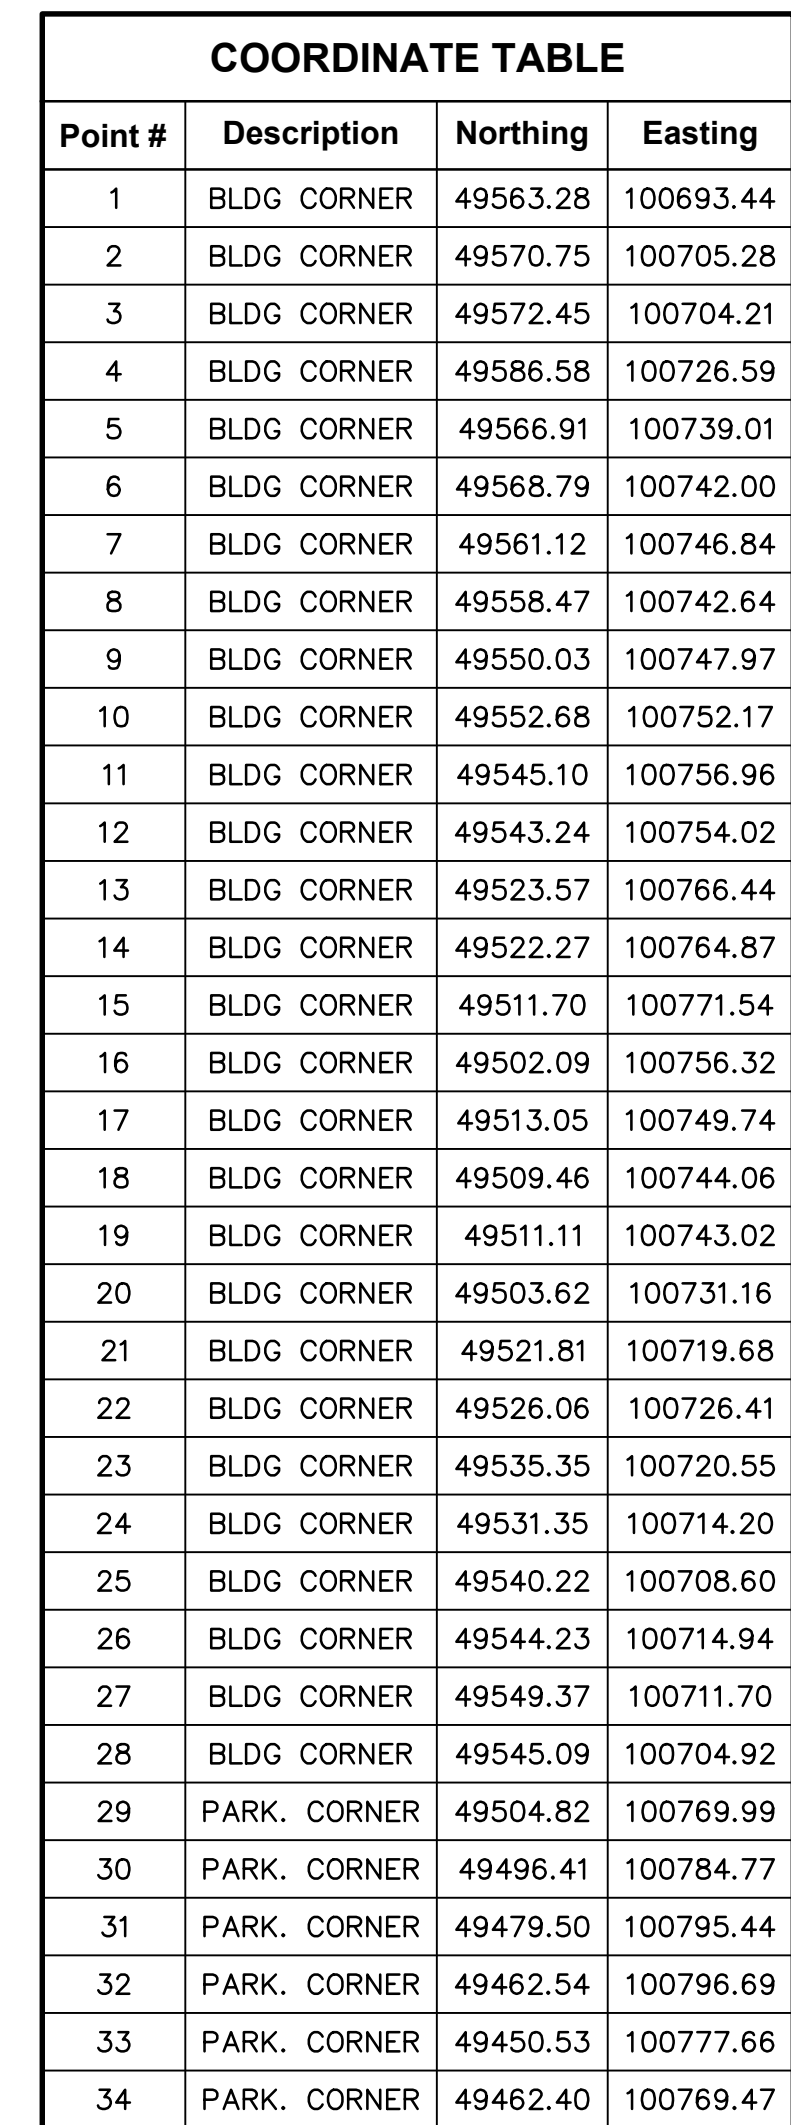 COORDINATE TABLE
Point # Description Northing Easting
1 BLDG CORNER 49563.28 100693.44
2 BLDG CORNER 49570.75 100705.28
3 BLDG CORNER 49572.45 100704.21
4 BLDG CORNER 49586.58 100726.59
5 BLDG CORNER 49566.91 100739.01
6 BLDG CORNER 49568.79 100742.00
7 BLDG CORNER 49561.12 100746.84
8 BLDG CORNER 49558.47 100742.64
9 BLDG CORNER 49550.03 100747.97
10 BLDG CORNER 49552.68 100752.17
11 BLDG CORNER 49545.10 100756.96
12 BLDG CORNER 49543.24 100754.02
13 BLDG CORNER 49523.57 100766.44
14 BLDG CORNER 49522.27 100764.87
15 BLDG CORNER 49511.70 100771.54
16 BLDG CORNER 49502.09 100756.32
17 BLDG CORNER 49513.05 100749.74
18 BLDG CORNER 49509.46 100744.06
19 BLDG CORNER 49511.11 100743.02
20 BLDG CORNER 49503.62 100731.16
21 BLDG CORNER 49521.81 100719.68
22 BLDG CORNER 49526.06 100726.41
23 BLDG CORNER 49535.35 100720.55
24 BLDG CORNER 49531.35 100714.20
25 BLDG CORNER 49540.22 100708.60
26 BLDG CORNER 49544.23 100714.94
27 BLDG CORNER 49549.37 100711.70
28 BLDG CORNER 49545.09 100704.92
29 PARK. CORNER 49504.82 100769.99
30 PARK. CORNER 49496.41 100784.77
31 PARK. CORNER 49479.50 100795.44
32 PARK. CORNER 49462.54 100796.69
33 PARK. CORNER 49450.53 100777.66
34 PARK. CORNER 49462.40 100769.47